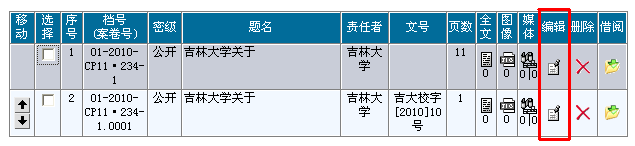 移动 选择 序号 档号(案卷号) 密级 题名 责任者 文号 页数 全文 图像 媒体 编辑 删除 借阅
1 01-2010-CP11·234-1 公开 吉林大学关于 吉林大学 11 0 0 0|0
2 01-2010-CP11·234-1.0001 公开 吉林大学关于 吉林大学 吉大校字[2010]10号 1 0 0 0|0